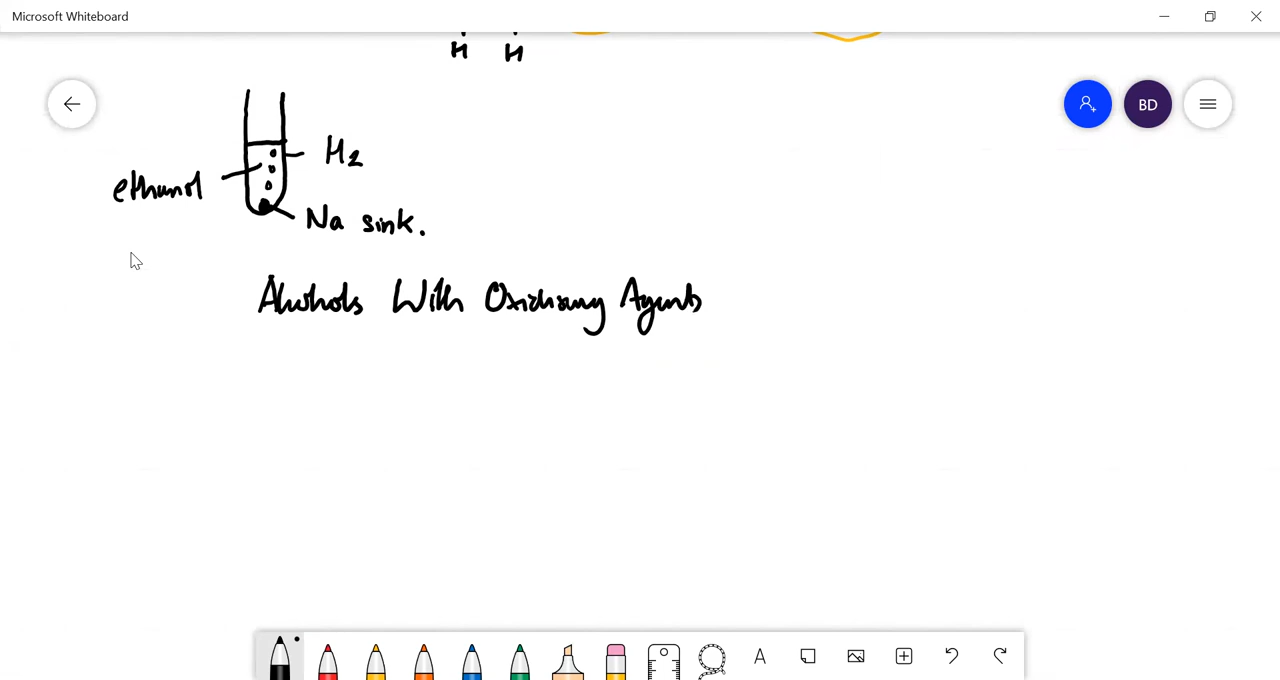 Microsoft Whiteboard
H H
BD
H2
ethanol
Na sink.
Alcohols With Oxidising Agents
A